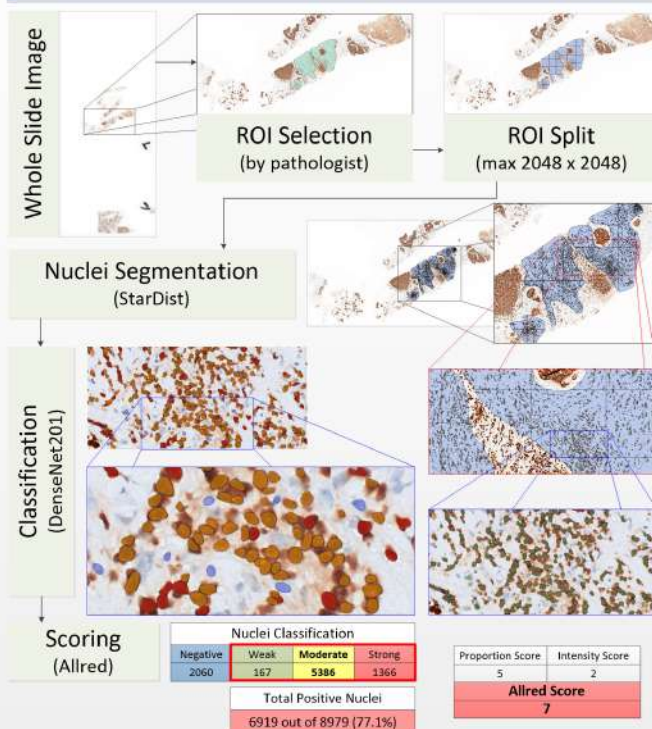 Whole Slide Image
ROI Selection
(by pathologist)
ROI Split
(max 2048 x 2048)
Nuclei Segmentation
(StarDist)
Classification
(DenseNet201)
Scoring
(Allred)
Nuclei Classification
Negative Weak Moderate Strong
2060 167 5386 1366
Total Positive Nuclei
6919 out of 8979 (77.1%)
Proportion Score Intensity Score
5 2
Allred Score
7